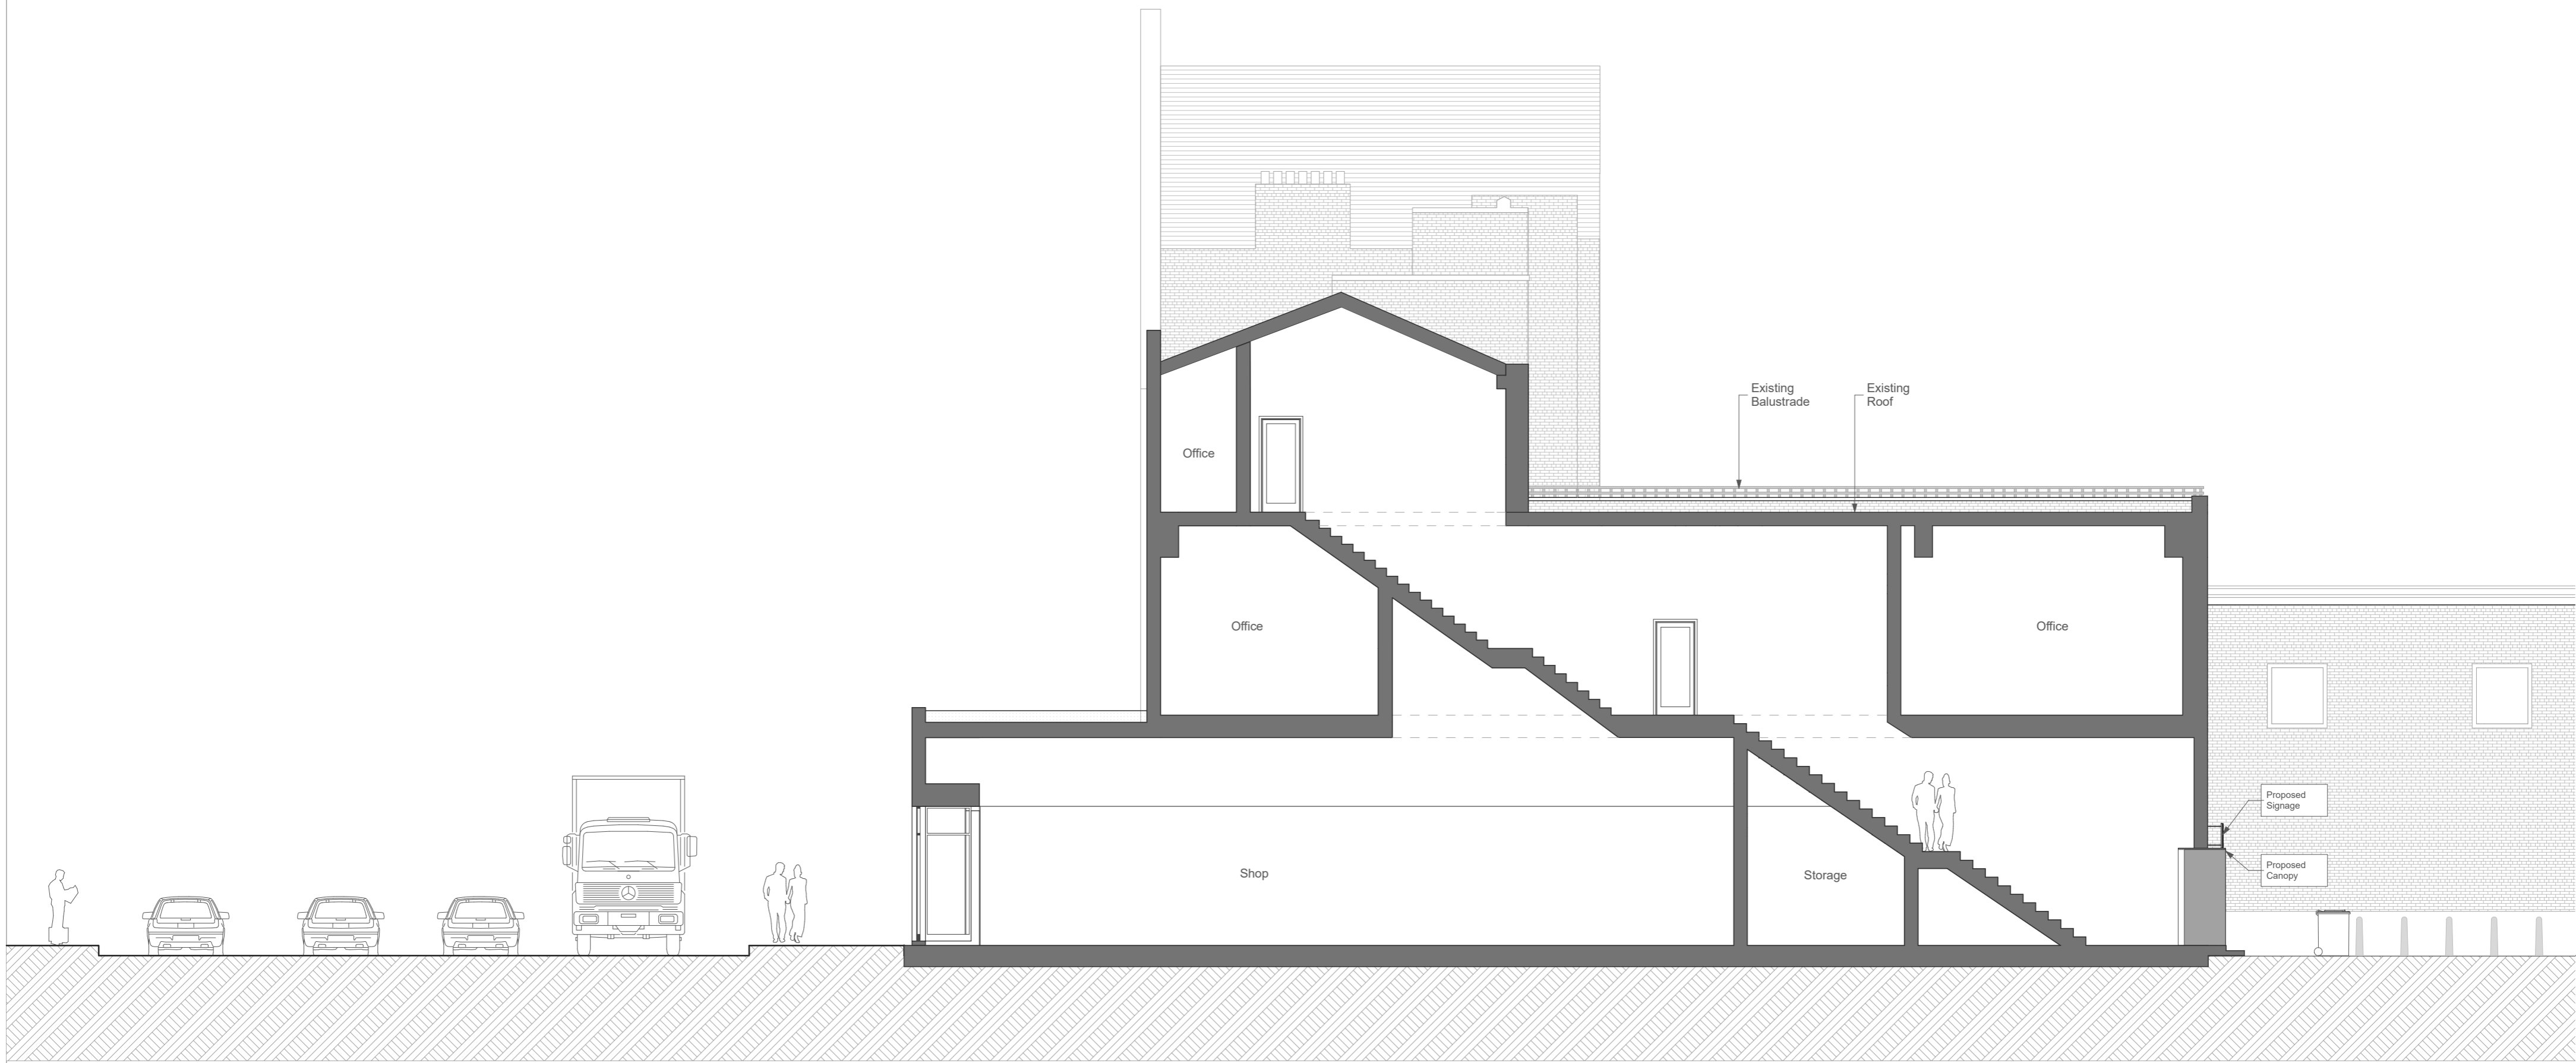 Existing
Balustrade
Existing
Roof
Office
Office
Office
Proposed
Signage
Proposed
Canopy
Shop
Storage